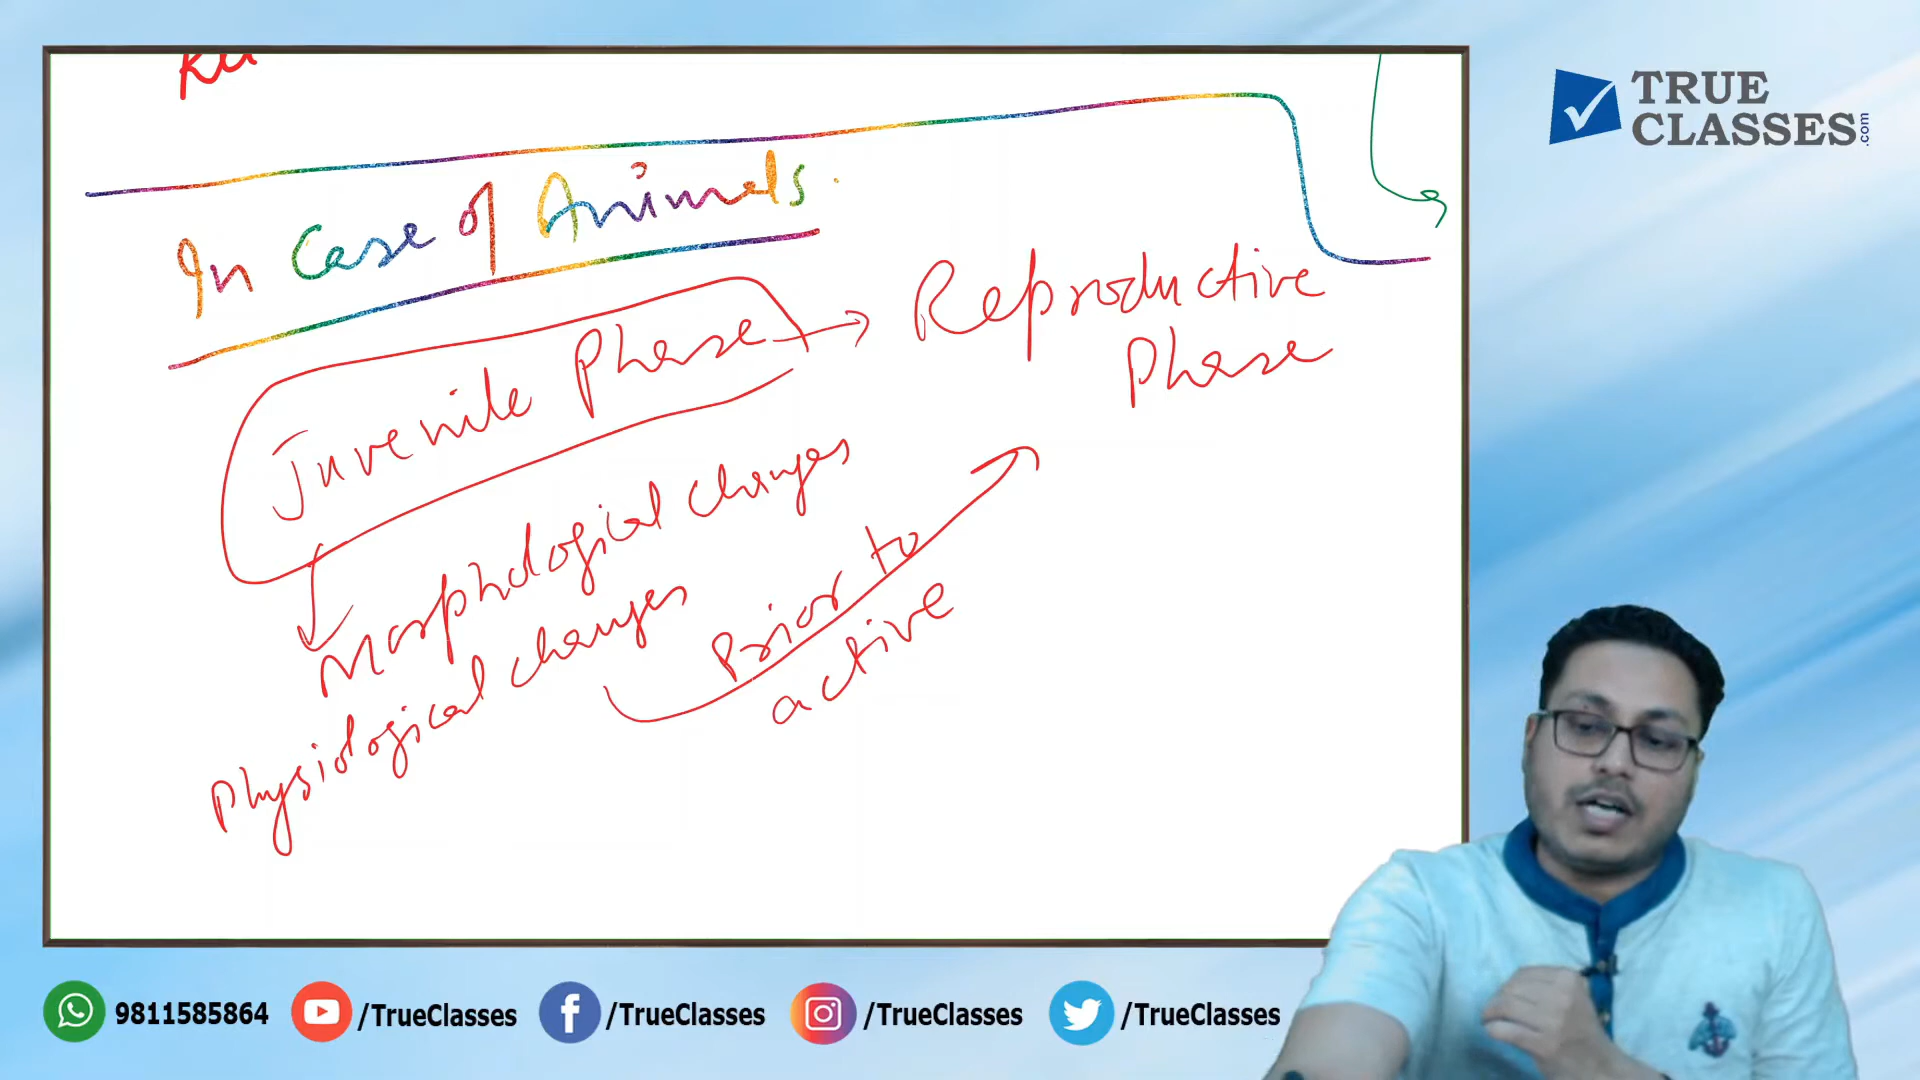 TRUE
CLASSES.com
In Case of Animals.
Juvenile Phase → Reproductive
Phase
Morphological changes
Physiological changes
Prior to
active
9811585864
/TrueClasses
/TrueClasses
/TrueClasses
/TrueClasses